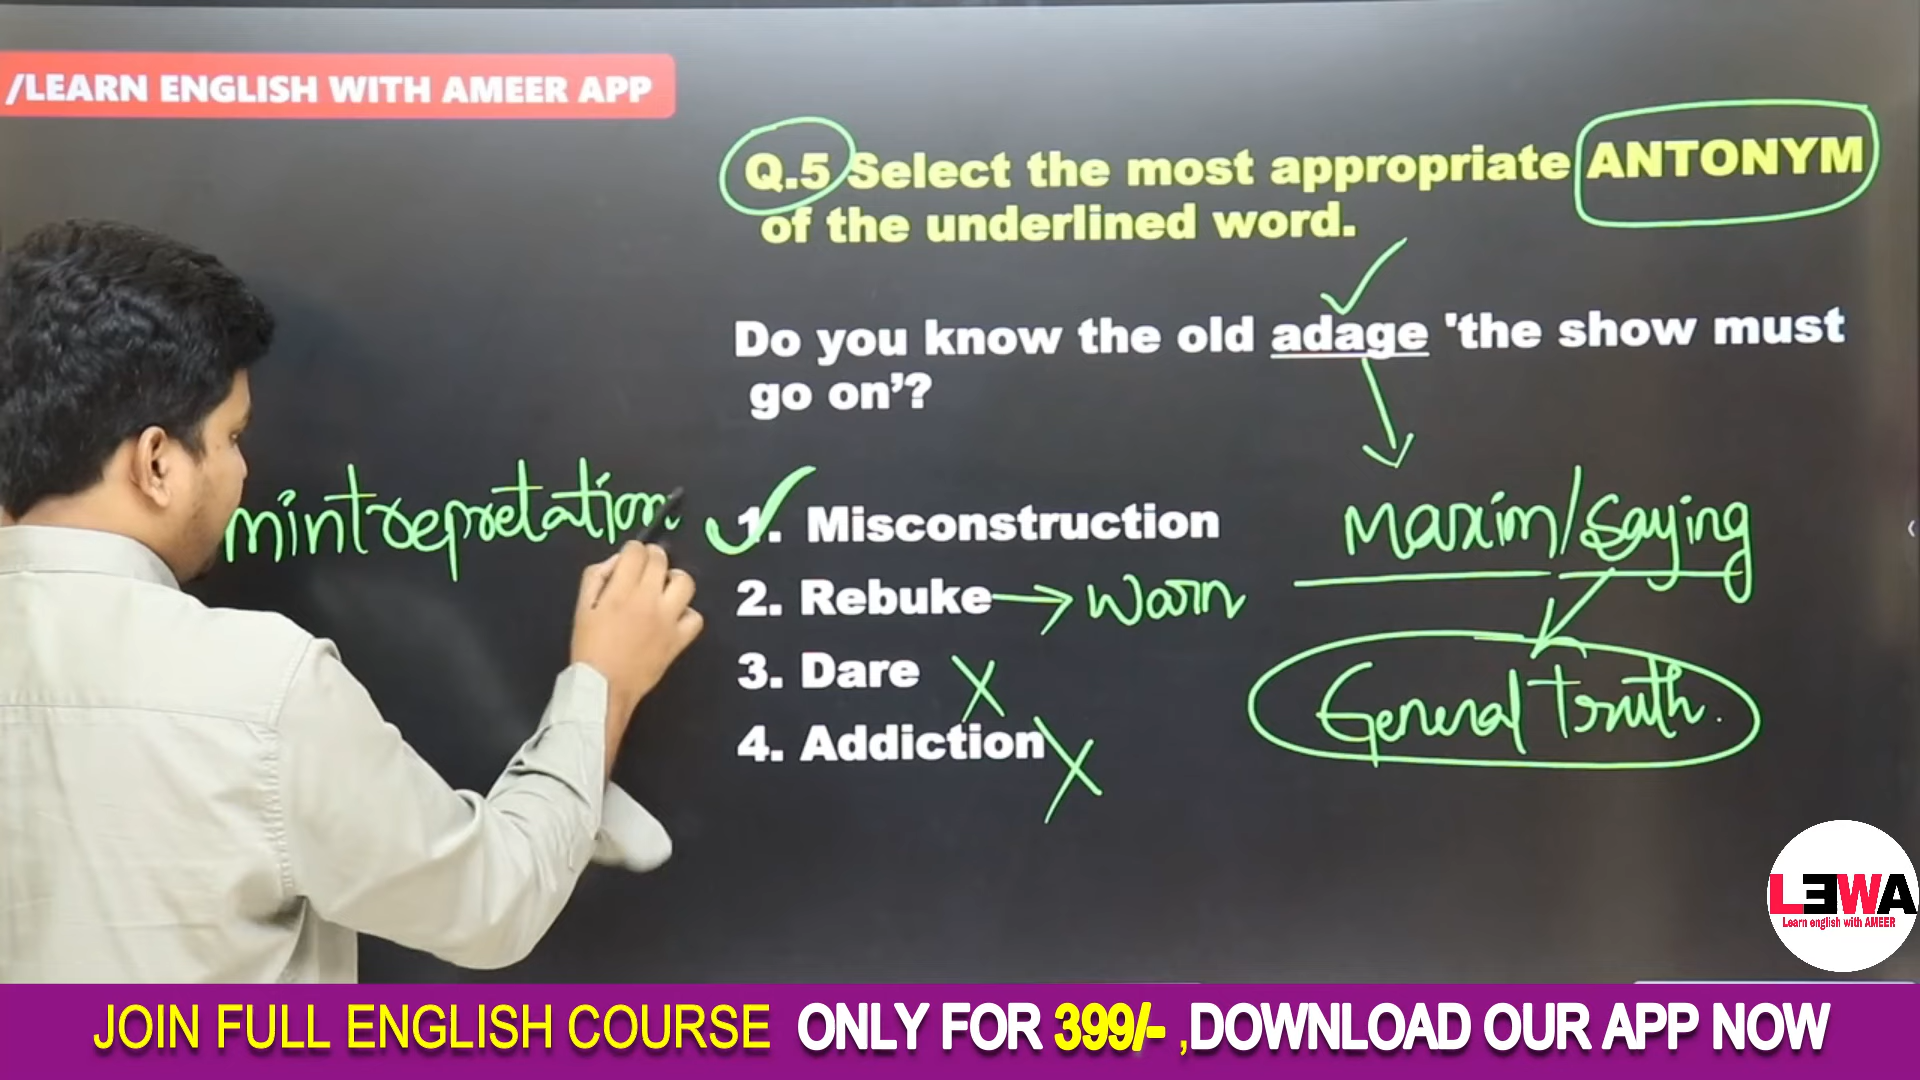 /LEARN ENGLISH WITH AMEER APP
Q.5 Select the most appropriate ANTONYM
of the underlined word.
Do you know the old adage 'the show must
go on'?
mintrepretation
1. Misconstruction
Maxim/Saying
2. Rebuke → Warn
3. Dare X
General Truth.
4. Addiction X
LEWA
Learn english with AMEER
JOIN FULL ENGLISH COURSE ONLY FOR 399/- ,DOWNLOAD OUR APP NOW